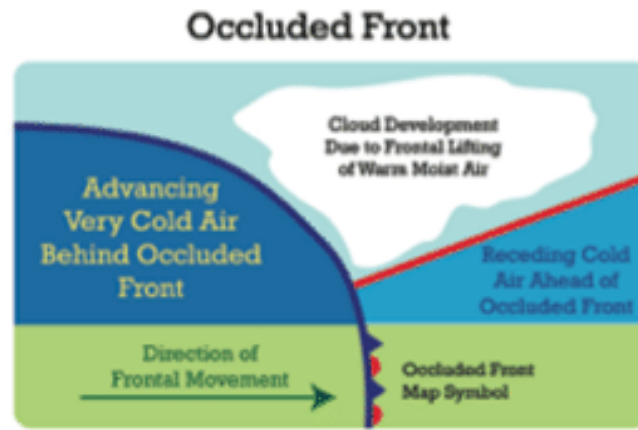 Occluded Front
Cloud Development
Due to Frontal Lifting
of Warm Moist Air
Advancing
Very Cold Air
Behind Occluded
Front
Receding Cold
Air Ahead of
Occluded Front
Direction of
Frontal Movement
Occluded Front
Map Symbol